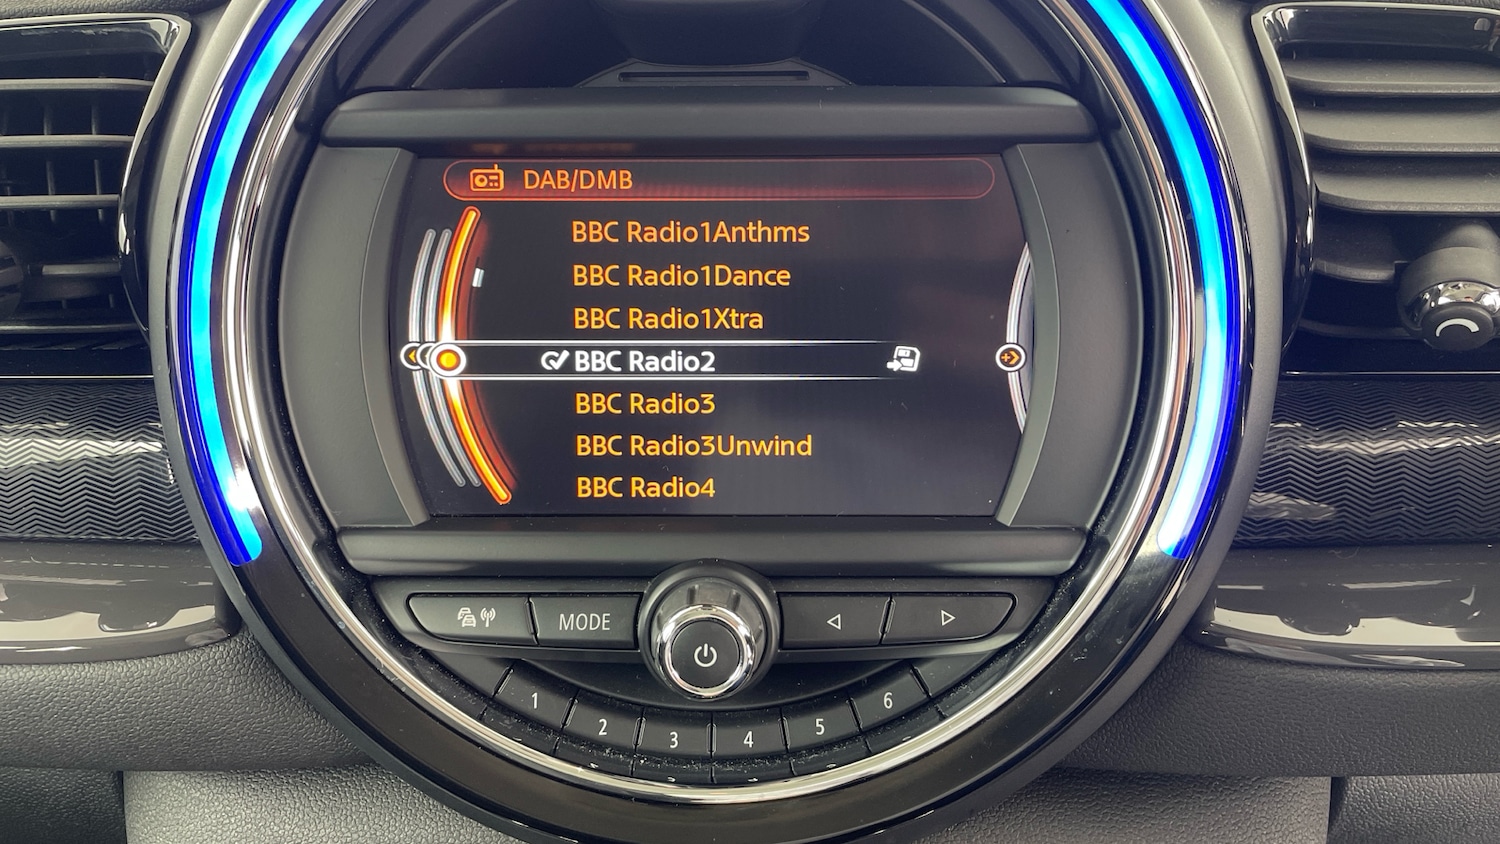 DAB/DMB
BBC Radio1Anthms
BBC Radio1Dance
BBC Radio1Xtra
BBC Radio2
BBC Radio3
BBC Radio3Unwind
BBC Radio4
MODE
1 2 3 4 5 6